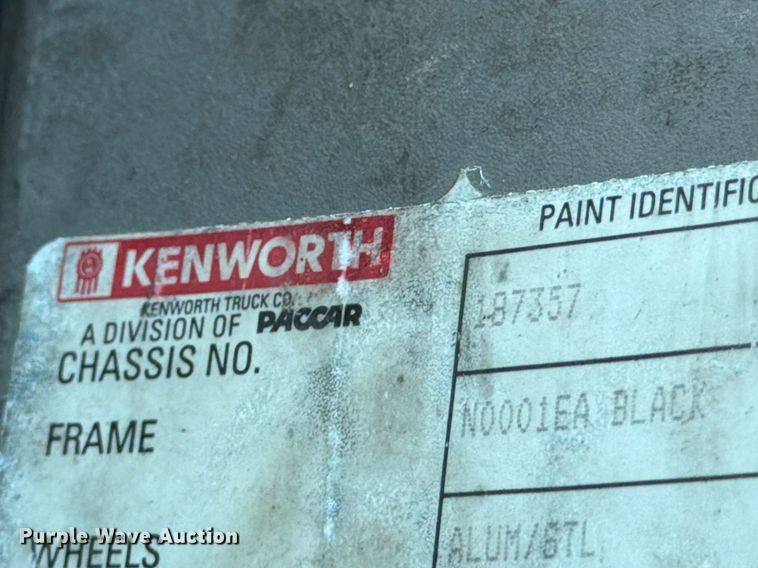 PAINT IDENTIFIC
KENWORTH
KENWORTH TRUCK CO.
A DIVISION OF PACCAR
CHASSIS NO. 187357
FRAME N0001EA BLACK
WHEELS ALUM/STL
Purple Wave Auction